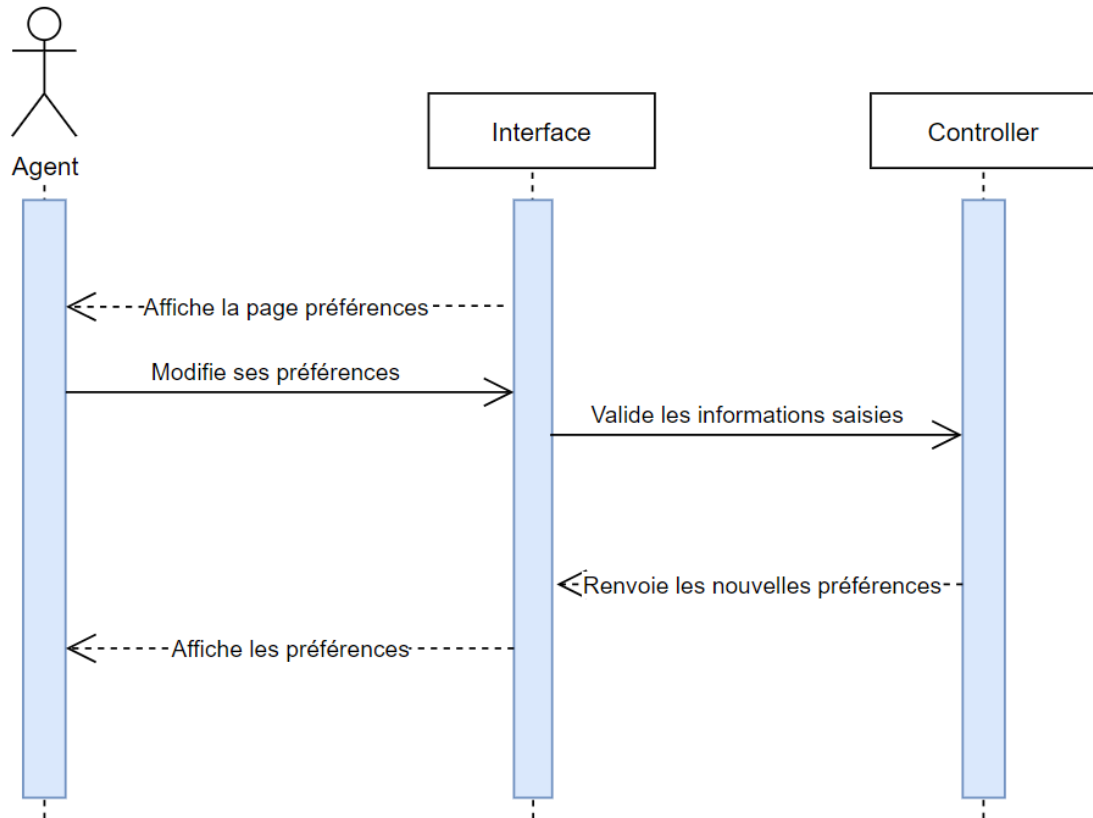 Agent
Interface
Controller
Affiche la page préférences
Modifie ses préférences
Valide les informations saisies
Renvoie les nouvelles préférences
Affiche les préférences